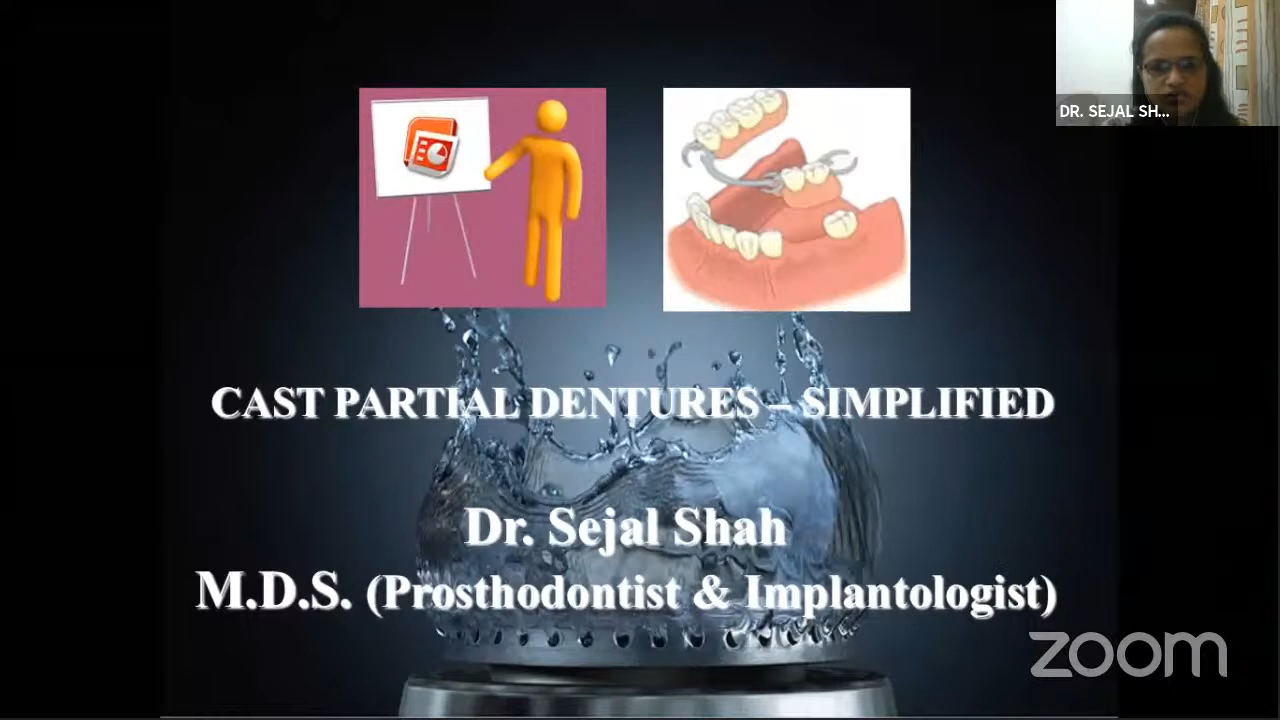 DR. SEJAL SH...
CAST PARTIAL DENTURES – SIMPLIFIED
Dr. Sejal Shah
M.D.S. (Prosthodontist & Implantologist)
zoom